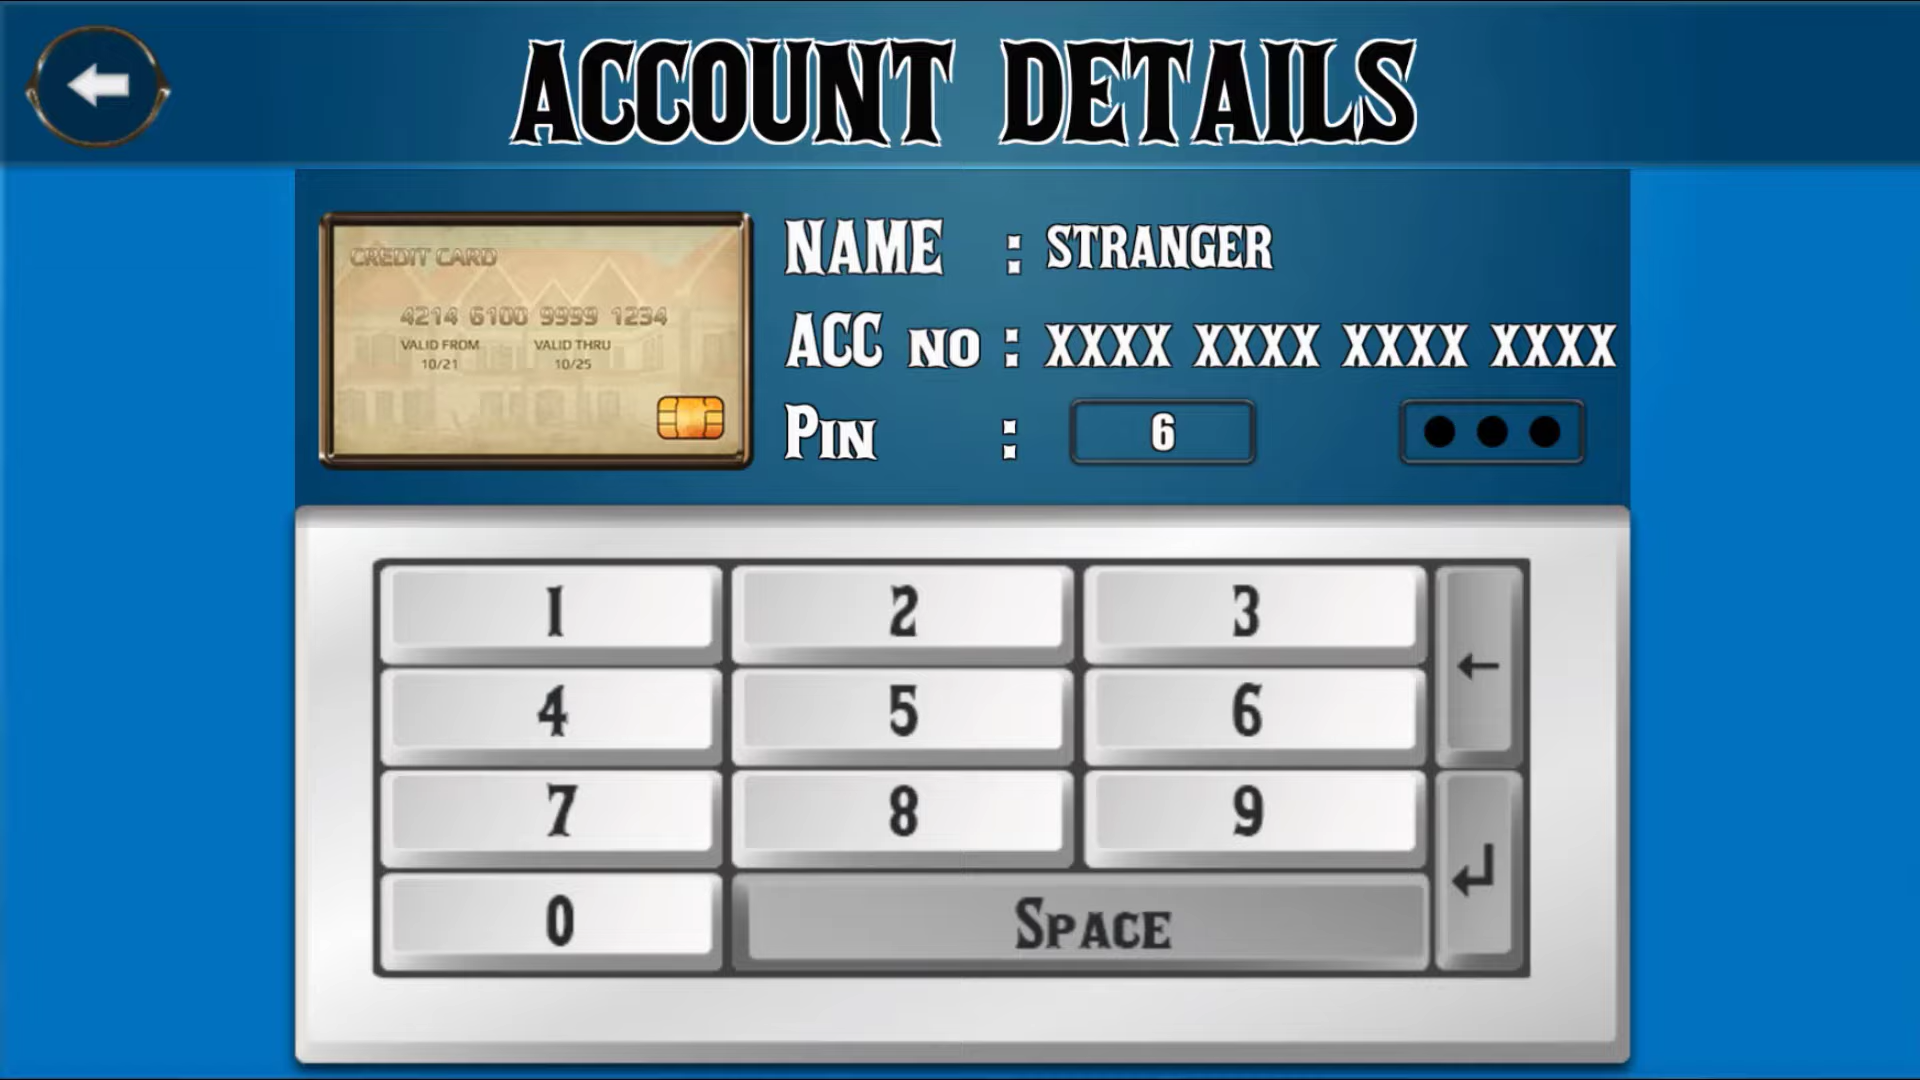 ACCOUNT DETAILS
CREDIT CARD
4214 6100 9999 1234
VALID FROM VALID THRU
10/21 10/25
NAME : STRANGER
ACC NO : XXXX XXXX XXXX XXXX
PIN : 6
1 2 3 ←
4 5 6
7 8 9 ↵
0 SPACE